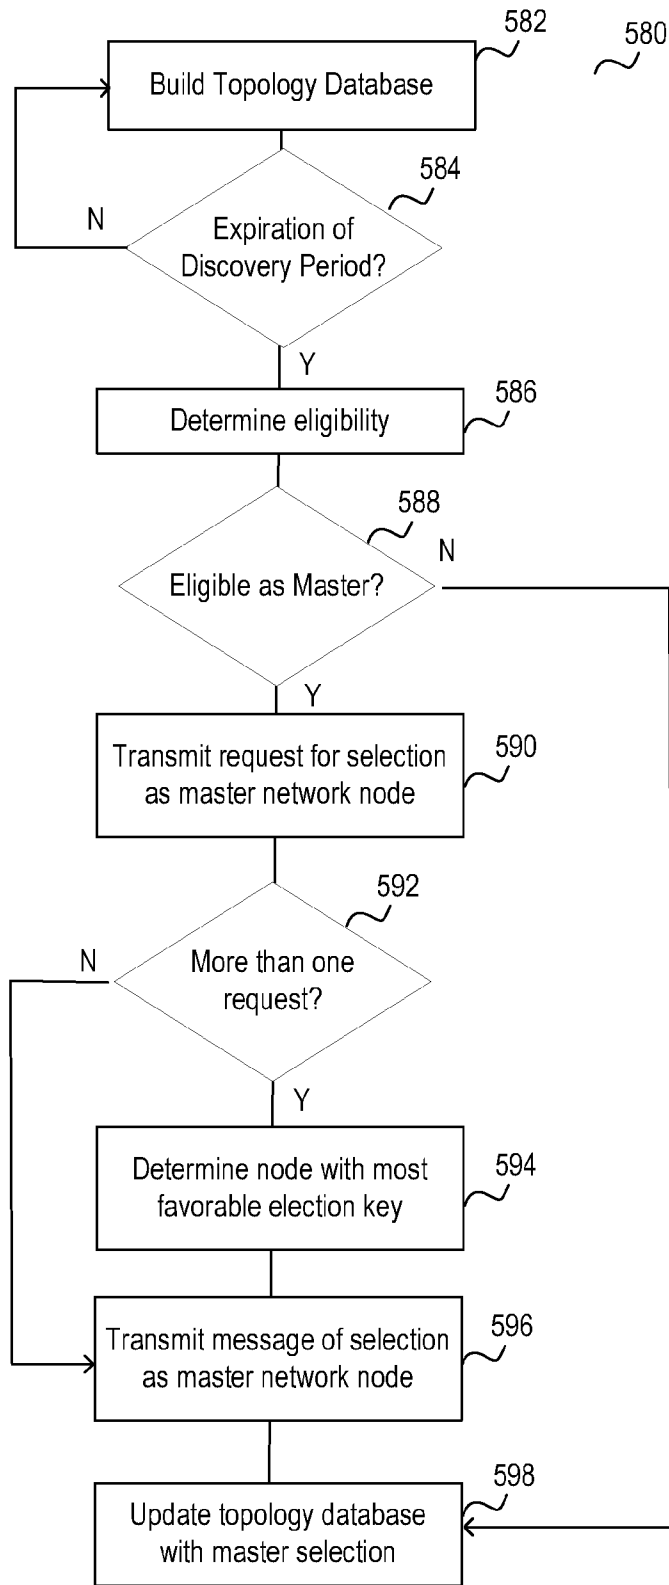 582
580
Build Topology Database
584
N
Expiration of
Discovery Period?
Y
586
Determine eligibility
588
N
Eligible as Master?
Y
590
Transmit request for selection
as master network node
592
N
More than one
request?
Y
594
Determine node with most
favorable election key
596
Transmit message of selection
as master network node
598
Update topology database
with master selection